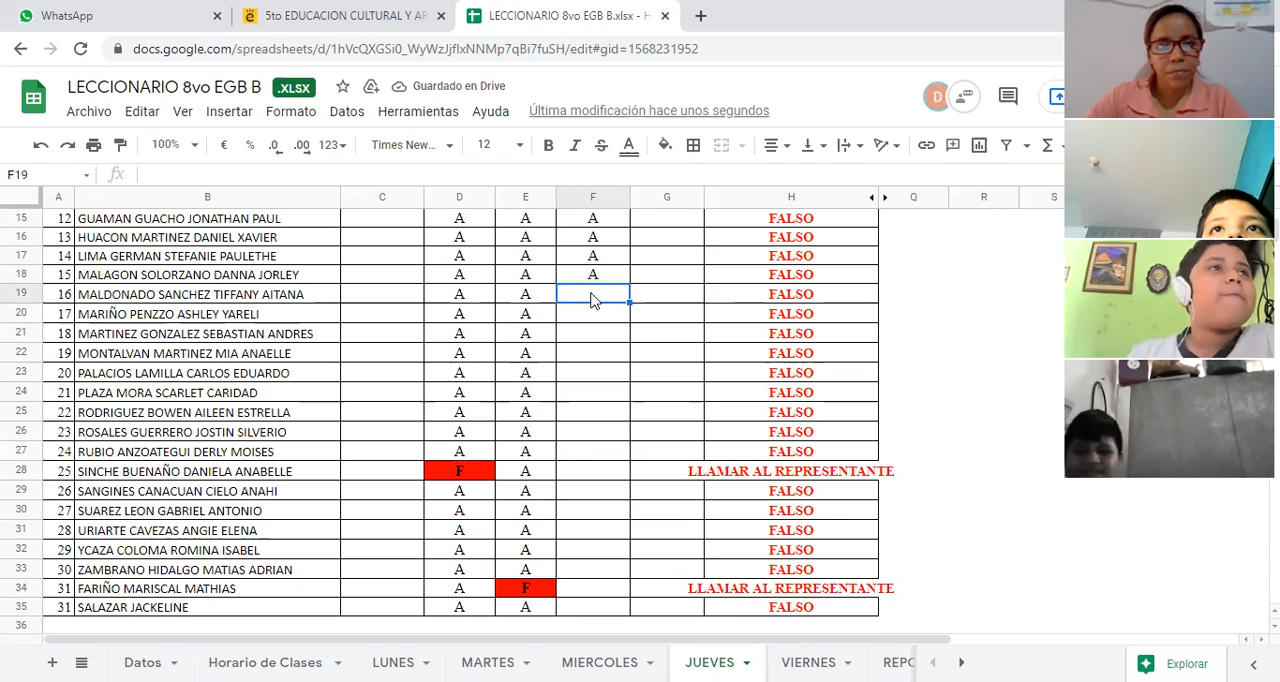 WhatsApp
5to EDUCACION CULTURAL Y AR
LECCIONARIO 8vo EGB B.xlsx - H
docs.google.com/spreadsheets/d/1hVcQXGSi0_WyWzJjfIxNNMp7qBi7fuSH/edit#gid=1568231952
LECCIONARIO 8vo EGB B .XLSX Guardado en Drive
Archivo Editar Ver Insertar Formato Datos Herramientas Ayuda Última modificación hace unos segundos
D
100% € % .0 .00 123 Times New... 12 B I S A Σ
F19 fx
A B C D E F G H Q R S
15 12 GUAMAN GUACHO JONATHAN PAUL A A A FALSO
16 13 HUACON MARTINEZ DANIEL XAVIER A A A FALSO
17 14 LIMA GERMAN STEFANIE PAULETHE A A A FALSO
18 15 MALAGON SOLORZANO DANNA JORLEY A A A FALSO
19 16 MALDONADO SANCHEZ TIFFANY AITANA A A FALSO
20 17 MARIÑO PENZZO ASHLEY YARELI A A FALSO
21 18 MARTINEZ GONZALEZ SEBASTIAN ANDRES A A FALSO
22 19 MONTALVAN MARTINEZ MIA ANAELLE A A FALSO
23 20 PALACIOS LAMILLA CARLOS EDUARDO A A FALSO
24 21 PLAZA MORA SCARLET CARIDAD A A FALSO
25 22 RODRIGUEZ BOWEN AILEEN ESTRELLA A A FALSO
26 23 ROSALES GUERRERO JOSTIN SILVERIO A A FALSO
27 24 RUBIO ANZOATEGUI DERLY MOISES A A FALSO
28 25 SINCHE BUENAÑO DANIELA ANABELLE F A LLAMAR AL REPRESENTANTE
29 26 SANGINES CANACUAN CIELO ANAHI A A FALSO
30 27 SUAREZ LEON GABRIEL ANTONIO A A FALSO
31 28 URIARTE CAVEZAS ANGIE ELENA A A FALSO
32 29 YCAZA COLOMA ROMINA ISABEL A A FALSO
33 30 ZAMBRANO HIDALGO MATIAS ADRIAN A A FALSO
34 31 FARIÑO MARISCAL MATHIAS A F LLAMAR AL REPRESENTANTE
35 31 SALAZAR JACKELINE A A FALSO
36
Datos Horario de Clases LUNES MARTES MIERCOLES JUEVES VIERNES REPO Explorar